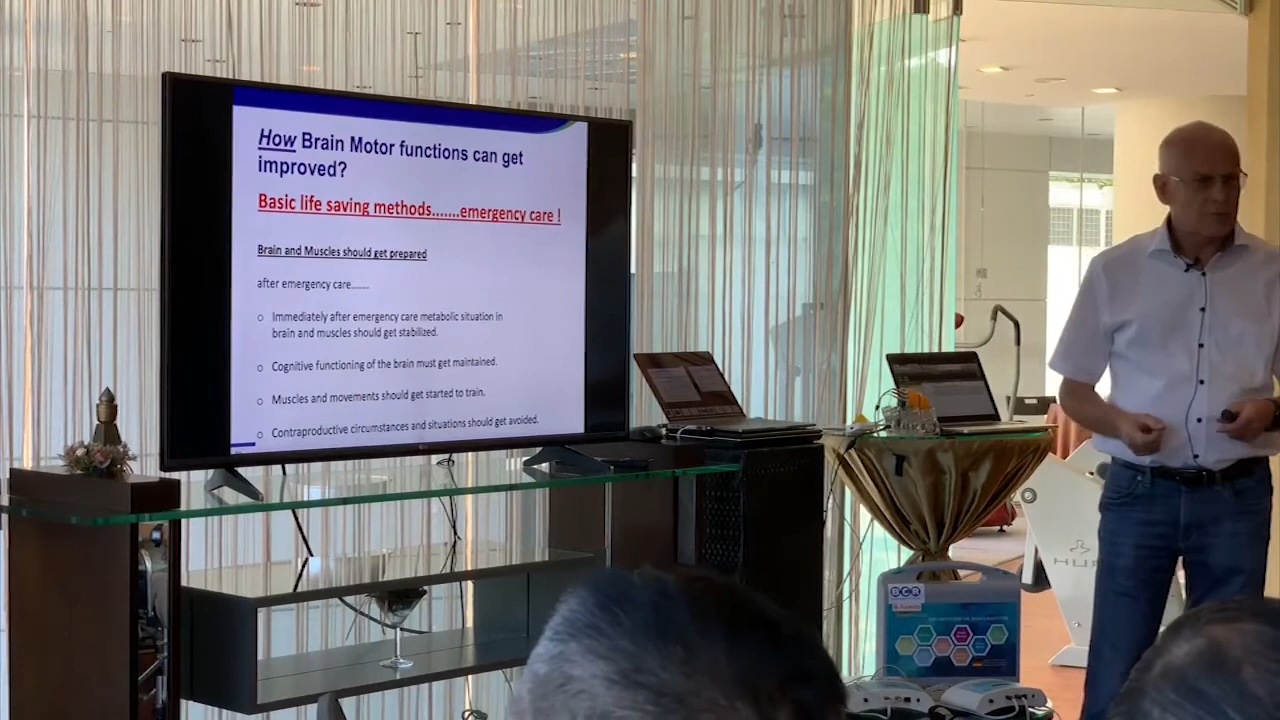 How Brain Motor functions can get
improved?
Basic life saving methods.......emergency care !
Brain and Muscles should get prepared
after emergency care.......
o Immediately after emergency care metabolic situation in
brain and muscles should get stabilized.
o Cognitive functioning of the brain must get maintained.
o Muscles and movements should get started to train.
o Contraproductive circumstances and situations should get avoided.
BCR
HUR